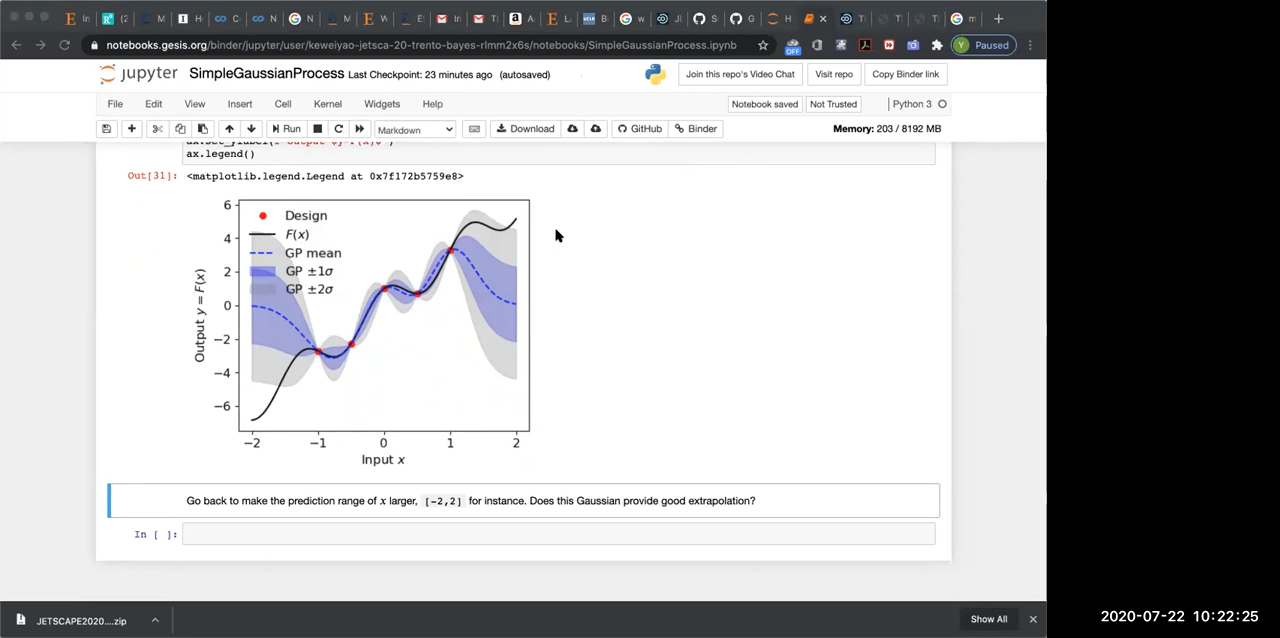 E In
(2
M
I H
C
N
G N
M
E W
E
M In
M T
a A
E L
B
G w
Jl
S
G
H
T
T
T
G m
notebooks.gesis.org/binder/jupyter/user/keweiyao-jetsca-20-trento-bayes-rlmm2x6s/notebooks/SimpleGaussianProcess.ipynb
OFF
Y Paused
jupyter SimpleGaussianProcess Last Checkpoint: 23 minutes ago (autosaved)
Join this repo's Video Chat
Visit repo
Copy Binder link
File Edit View Insert Cell Kernel Widgets Help
Notebook saved
Not Trusted
Python 3
Run
Markdown
Download
GitHub
Binder
Memory: 203 / 8192 MB
ax.legend()
Out[31]: <matplotlib.legend.Legend at 0x7f172b5759e8>
Design
F(x)
GP mean
GP ±1σ
GP ±2σ
6
4
2
0
−2
−4
−6
Output y = F(x)
−2 −1 0 1 2
Input x
Go back to make the prediction range of x larger, [-2,2] for instance. Does this Gaussian provide good extrapolation?
In [ ]:
JETSCAPE2020....zip
Show All
2020-07-22 10:22:25